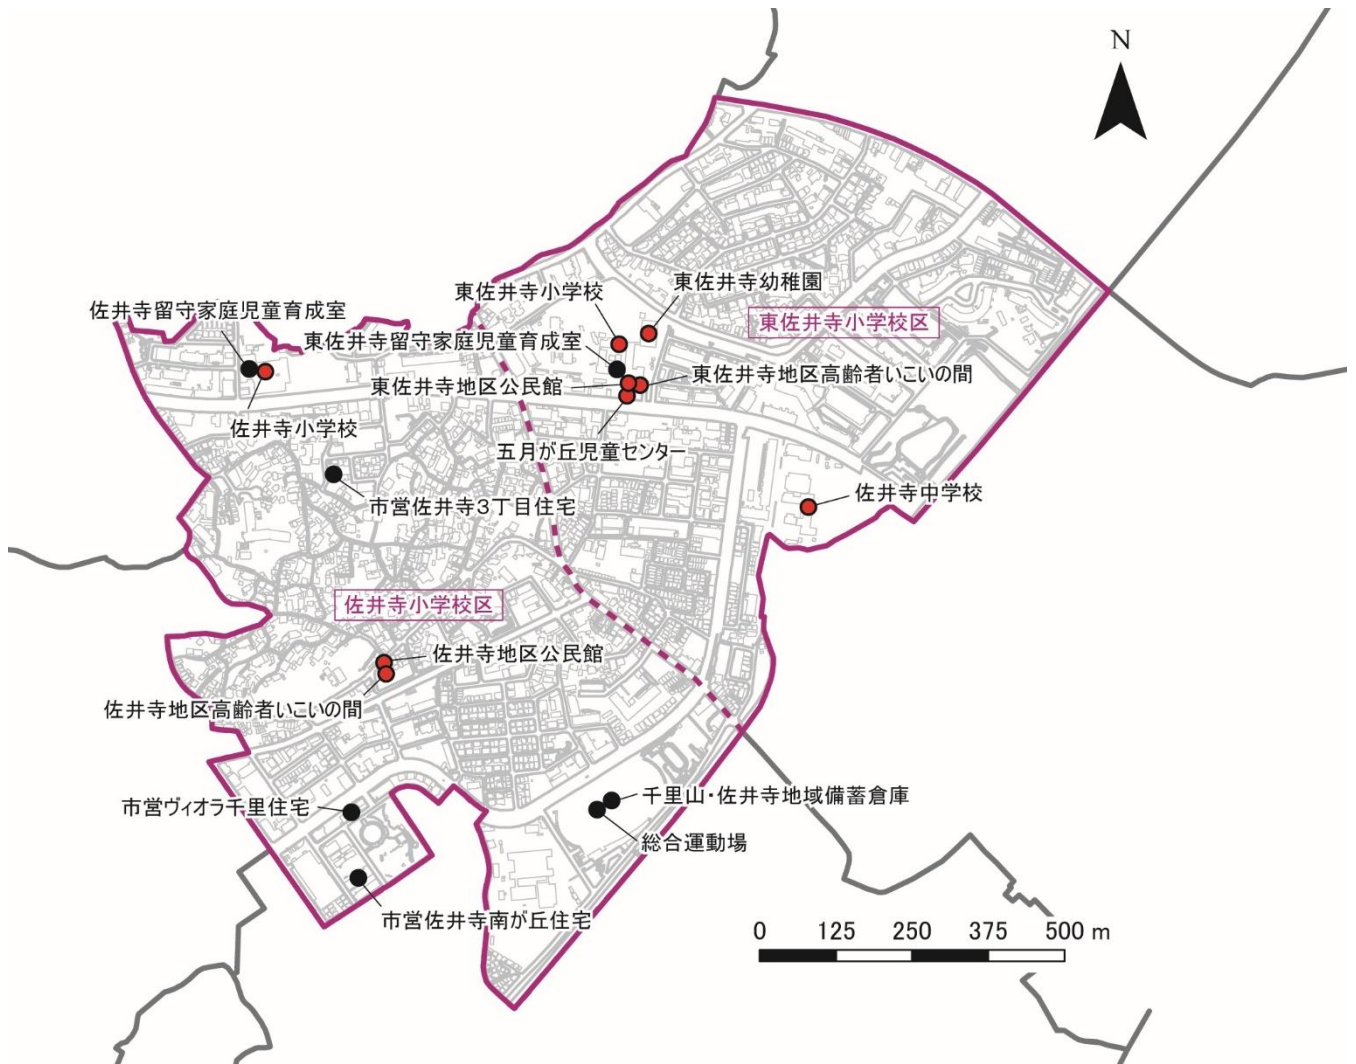 N
東佐井寺幼稚園
東佐井寺小学校
佐井寺留守家庭児童育成室
東佐井寺小学校区
東佐井寺留守家庭児童育成室
東佐井寺地区高齢者いこいの間
東佐井寺地区公民館
佐井寺小学校
五月が丘児童センター
佐井寺中学校
市営佐井寺3丁目住宅
佐井寺小学校区
佐井寺地区公民館
佐井寺地区高齢者いこいの間
千里山・佐井寺地域備蓄倉庫
市営ヴィオラ千里住宅
総合運動場
市営佐井寺南が丘住宅
0 125 250 375 500 m